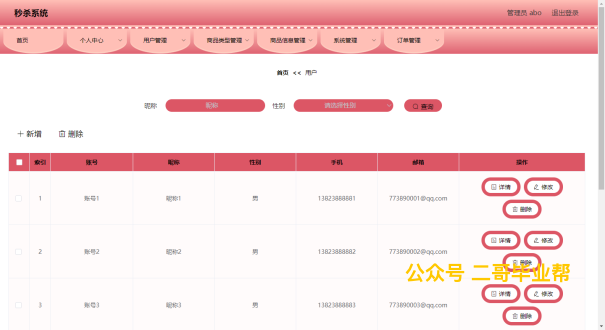 秒杀系统 管理员 abo 退出登录
首页 个人中心 用户管理 商品类型管理 商品信息管理 系统管理 订单管理
首页 << 用户
昵称 昵称 性别 请选择性别 查询
新增 删除
索引 账号 昵称 性别 手机 邮箱 操作
1 账号1 昵称1 男 13823888881 773890001@qq.com 详情 修改
删除
2 账号2 昵称2 男 13823888882 773890002@qq.com 详情 修改
删除
公众号 二哥毕业帮
3 账号3 昵称3 男 13823888883 773890003@qq.com 详情 修改
删除